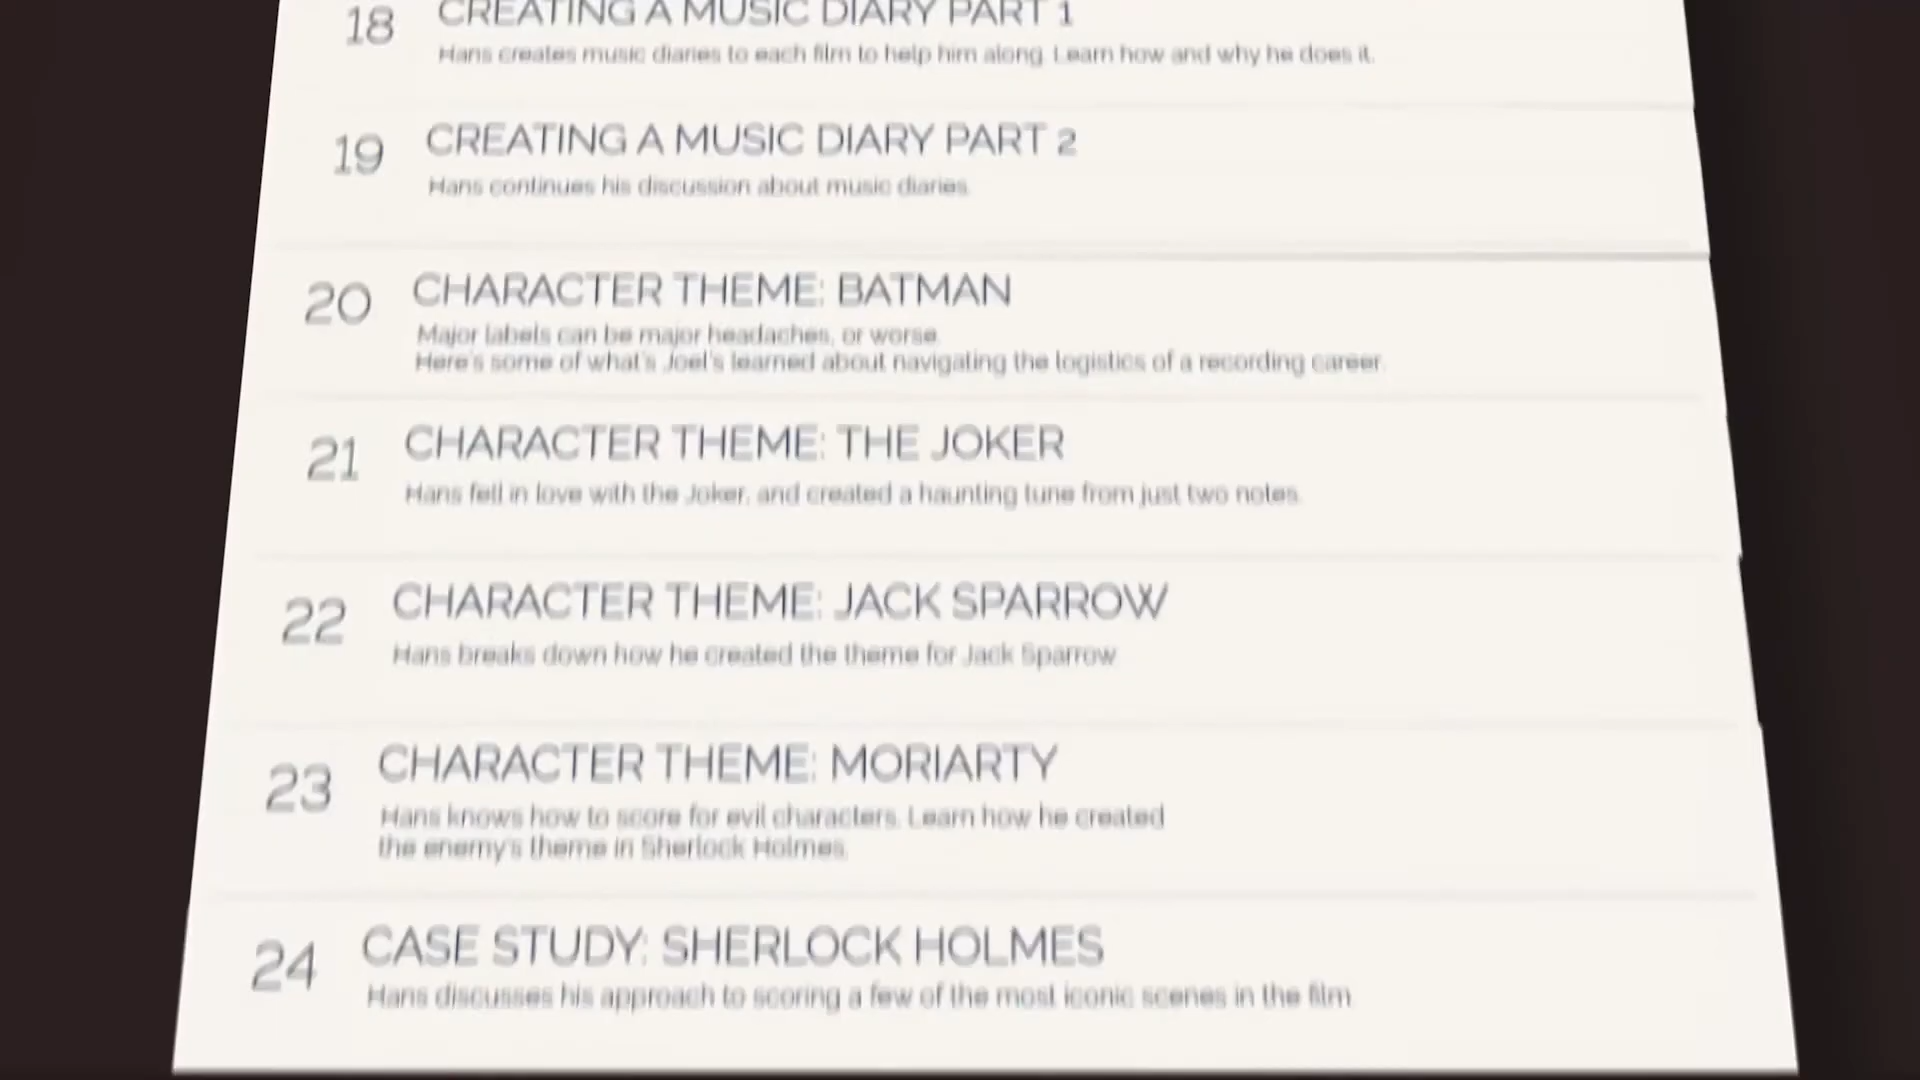 18
CREATING A MUSIC DIARY PART 1
Hans creates music diaries to each film to help him along. Learn how and why he does it.
19
CREATING A MUSIC DIARY PART 2
Hans continues his discussion about music diaries.
20
CHARACTER THEME: BATMAN
Major labels can be major headaches, or worse.
Here's some of what's Joel's learned about navigating the logistics of a recording career.
21
CHARACTER THEME: THE JOKER
Hans fell in love with the Joker, and created a haunting tune from just two notes.
22
CHARACTER THEME: JACK SPARROW
Hans breaks down how he created the theme for Jack Sparrow
23
CHARACTER THEME: MORIARTY
Hans knows how to score for evil characters. Learn how he created
the enemy's theme in Sherlock Holmes.
24
CASE STUDY: SHERLOCK HOLMES
Hans discusses his approach to scoring a few of the most iconic scenes in the film